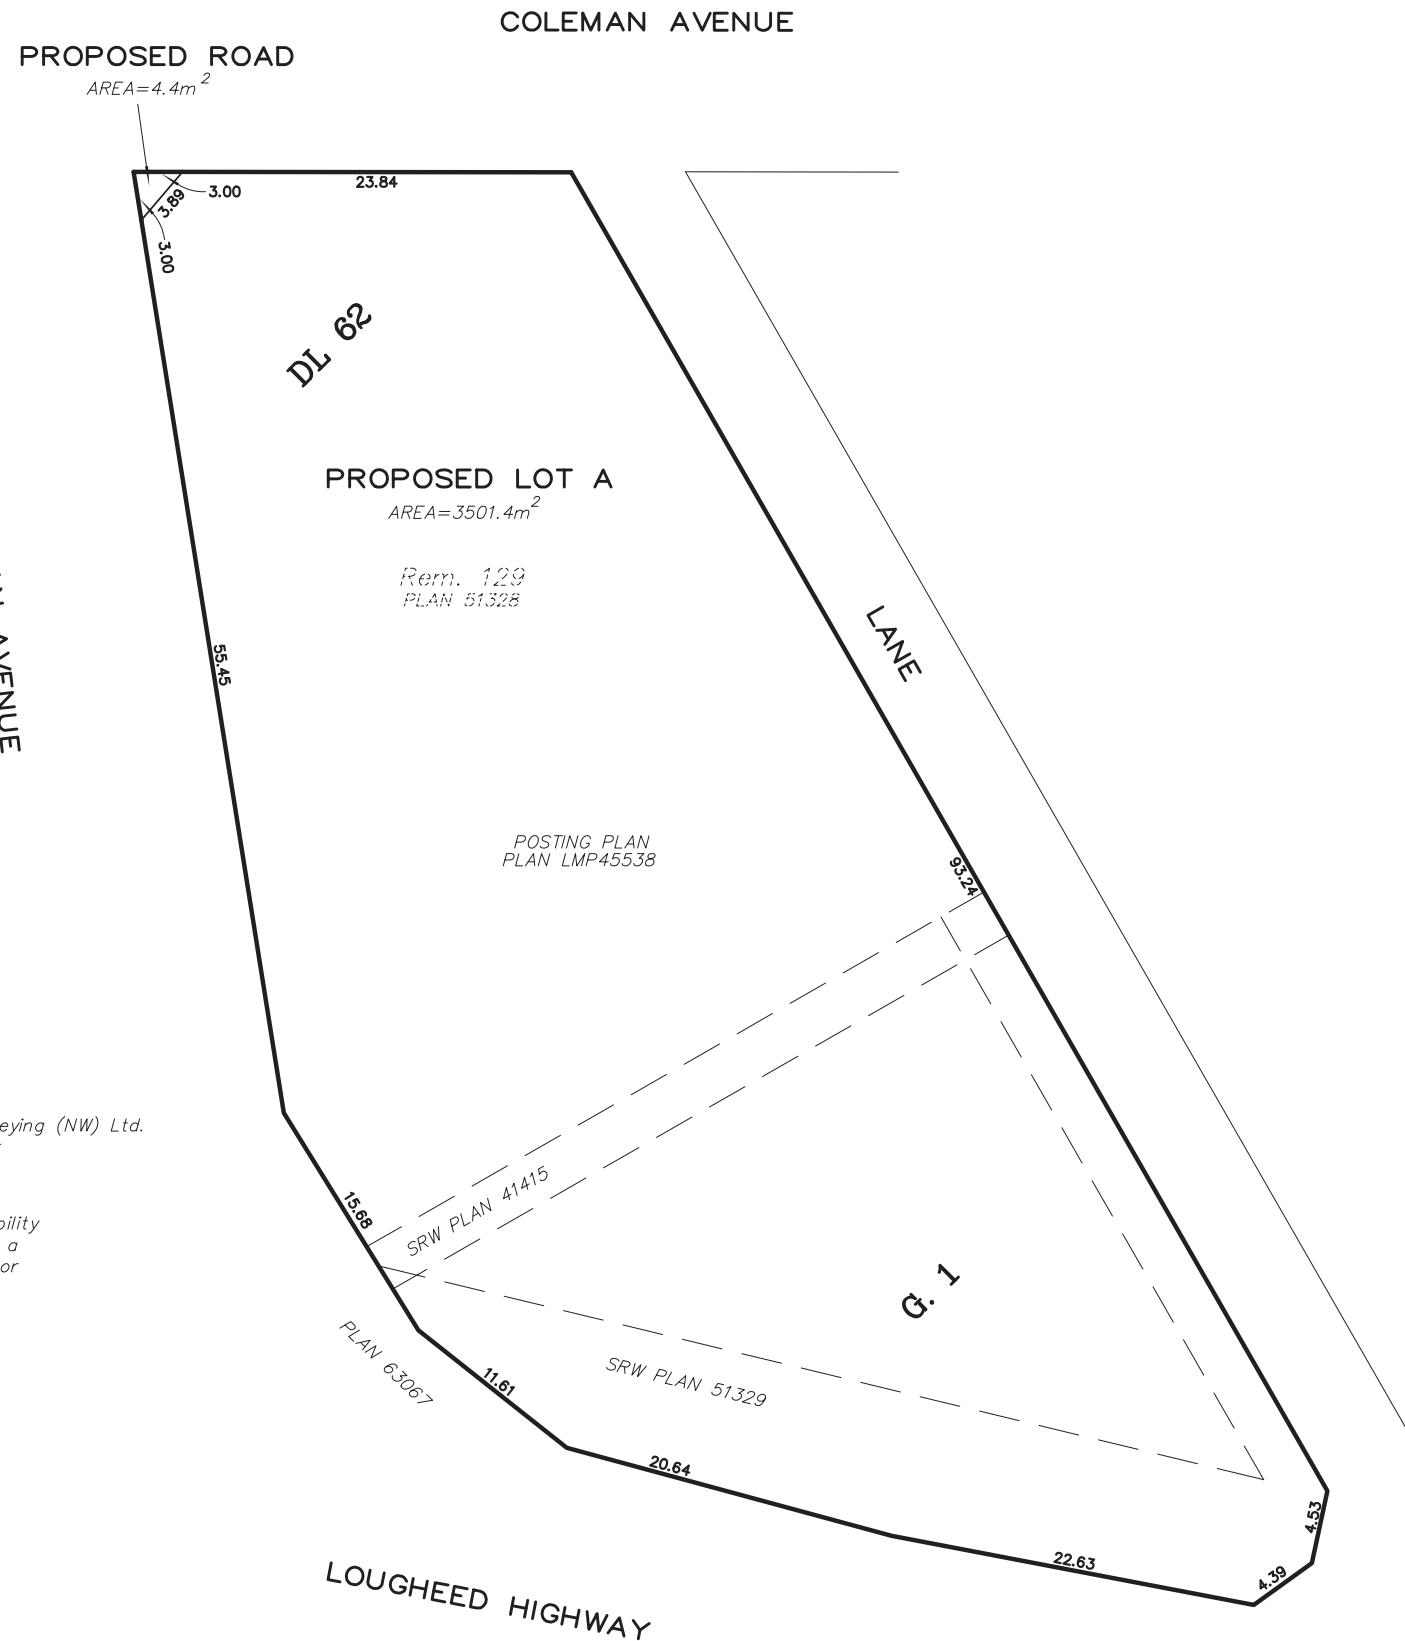 COLEMAN AVENUE
PROPOSED ROAD
AREA=4.4m²
23.84
3.00
3.89
3.00
DL 62
PROPOSED LOT A
AREA=3501.4m²
Rem. 129
PLAN 51328
LANE
55.45
AVENUE
POSTING PLAN
PLAN LMP45538
93.24
(NW) Ltd.
a
or
15.68
SRW PLAN 41415
G. 1
PLAN 63067
11.61
SRW PLAN 51329
20.64
4.53
22.63
4.39
LOUGHEED HIGHWAY